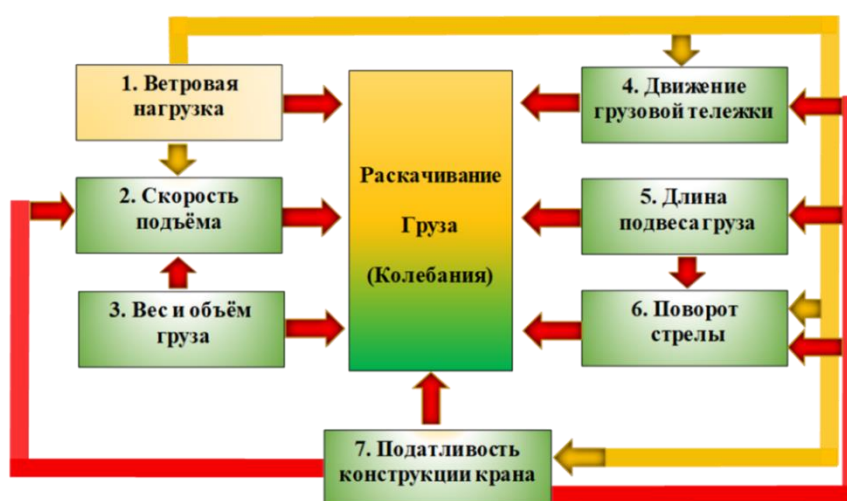 1. Ветровая
нагрузка
2. Скорость
подъёма
3. Вес и объём
груза
Раскачивание
Груза
(Колебания)
4. Движение
грузовой тележки
5. Длина
подвеса груза
6. Поворот
стрелы
7. Податливость
конструкции крана